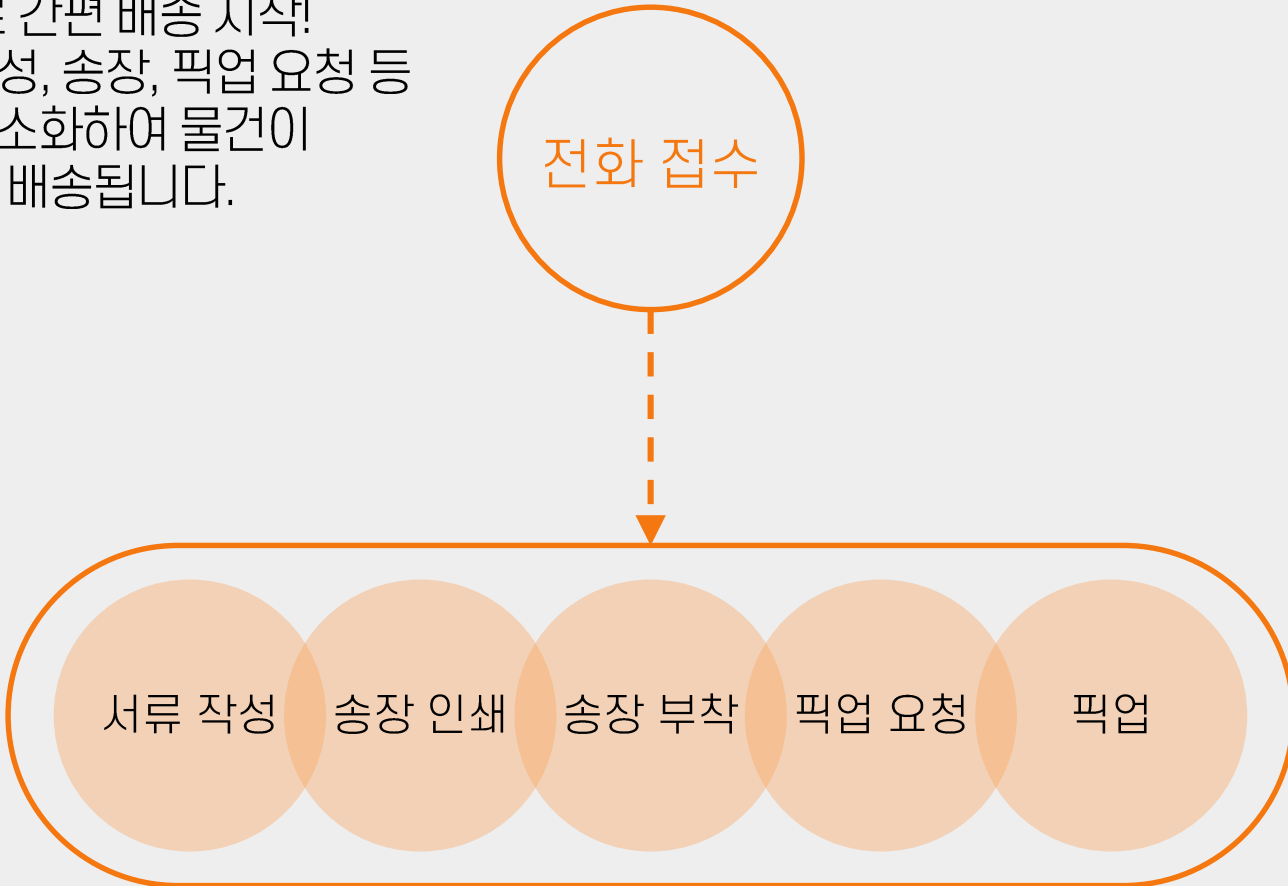 간편 배송 시작!
성, 송장, 픽업 요청 등
소화하여 물건이
배송됩니다.
전화 접수
서류 작성
송장 인쇄
송장 부착
픽업 요청
픽업